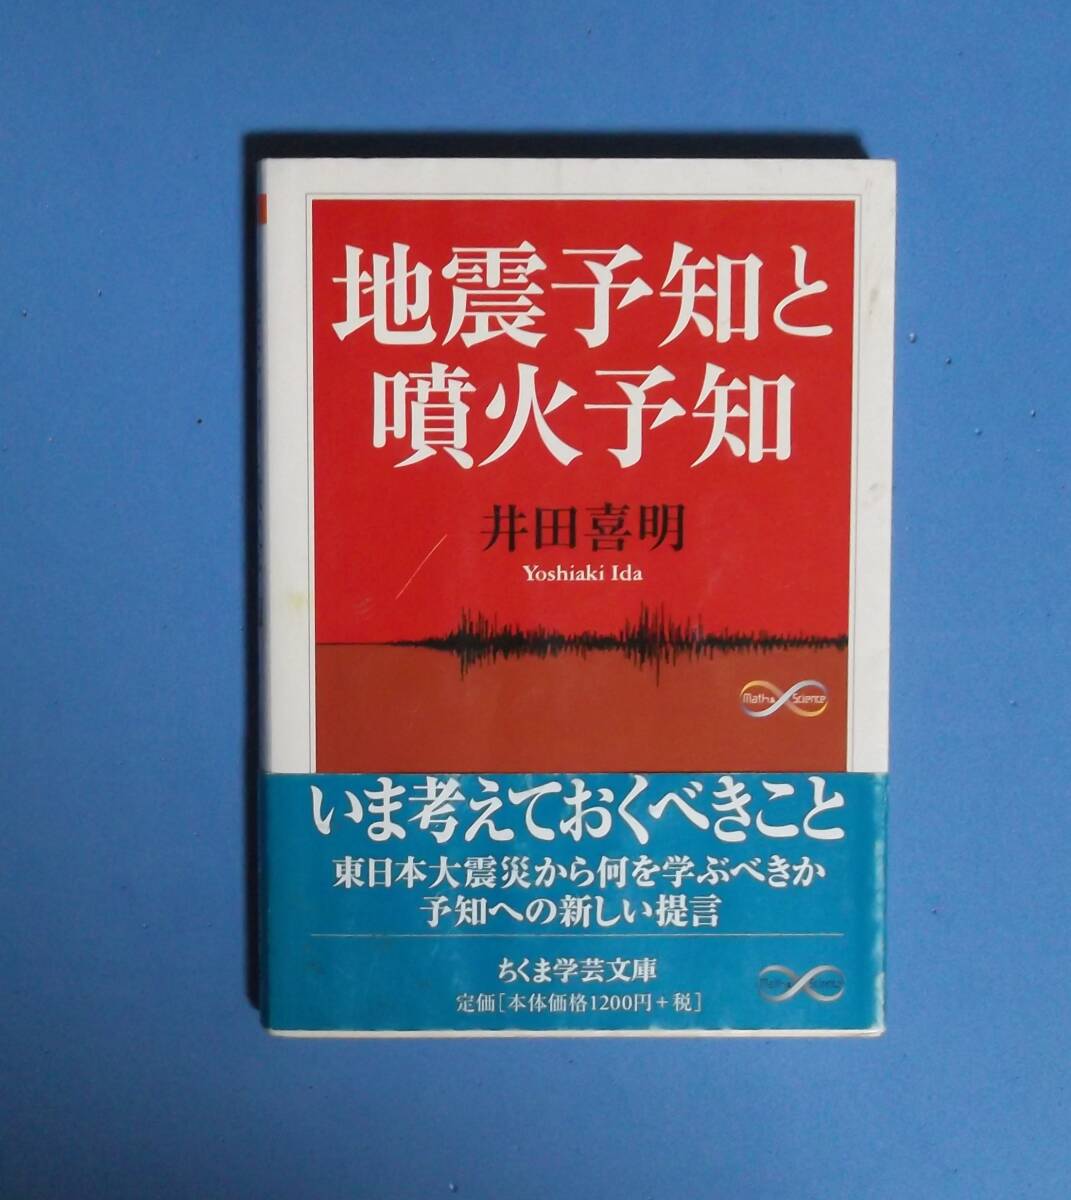 地震予知と
噴火予知
井田喜明
Yoshiaki Ida
Math & Science
いま考えておくべきこと
東日本大震災から何を学ぶべきか
予知への新しい提言
ちくま学芸文庫
Math & Science
定価[本体価格1200円+税]